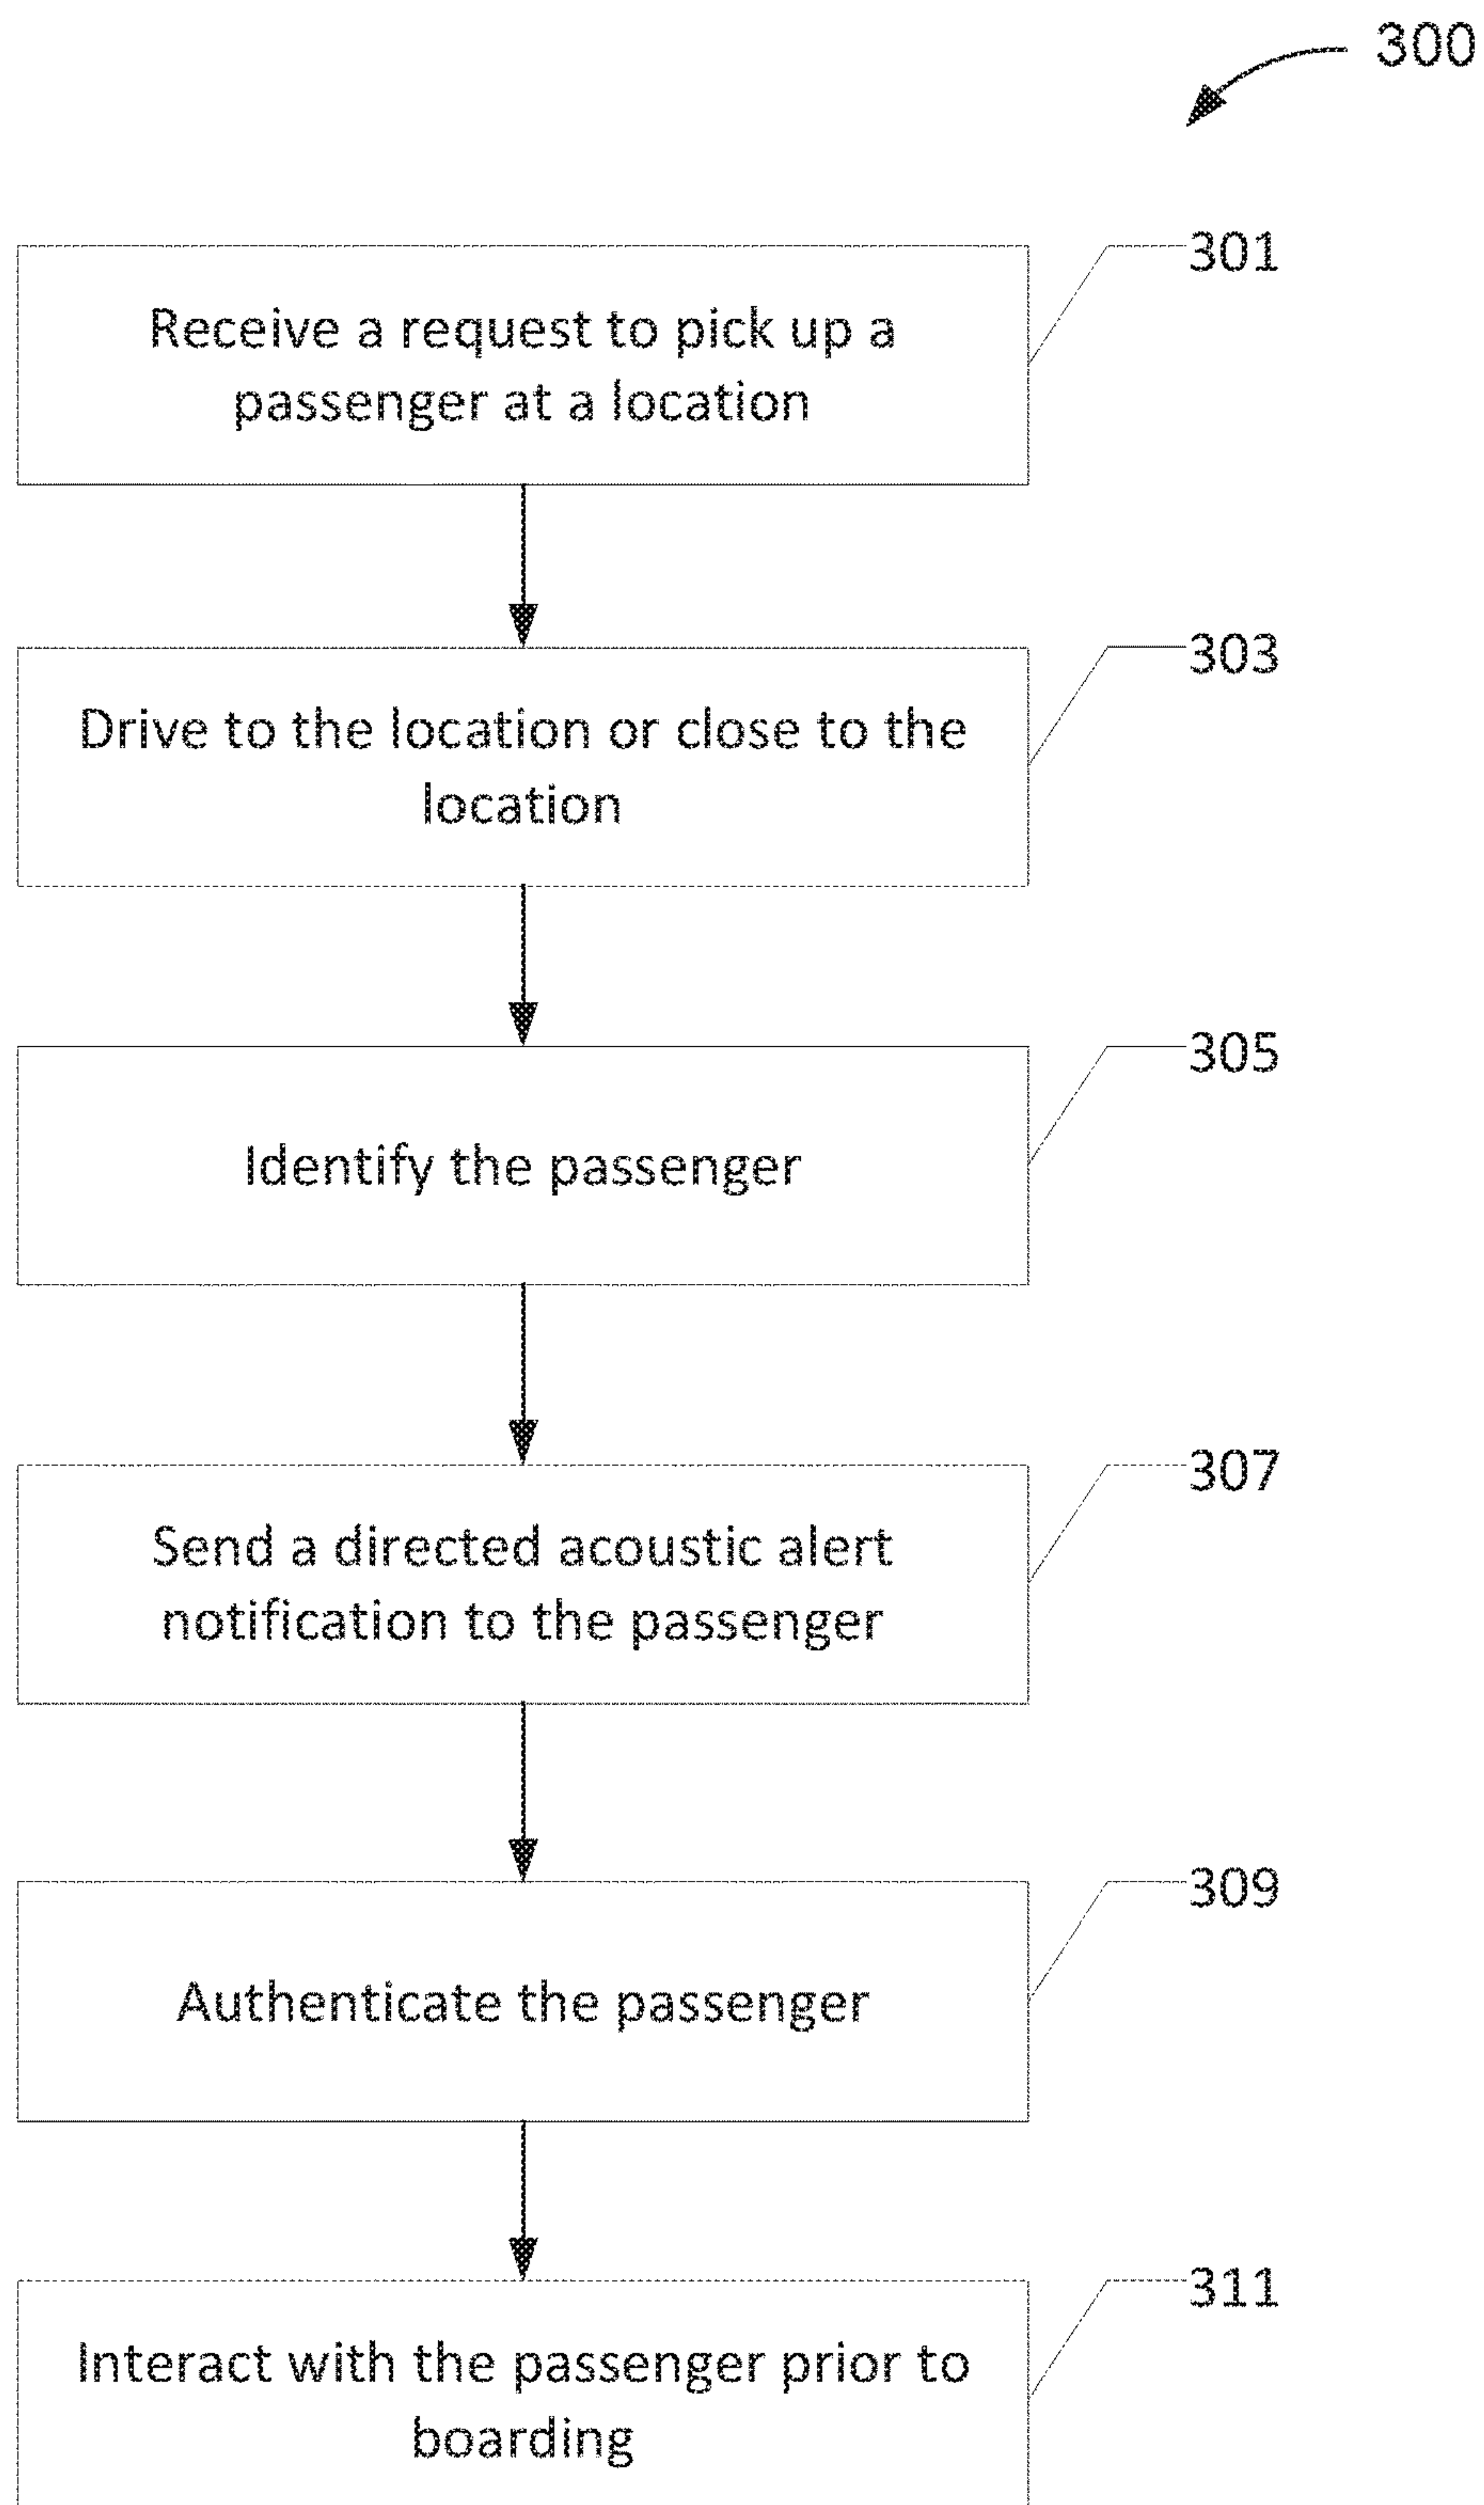 300
301
Receive a request to pick up a
passenger at a location
303
Drive to the location or close to the
location
305
Identify the passenger
307
Send a directed acoustic alert
notification to the passenger
309
Authenticate the passenger
311
Interact with the passenger prior to
boarding